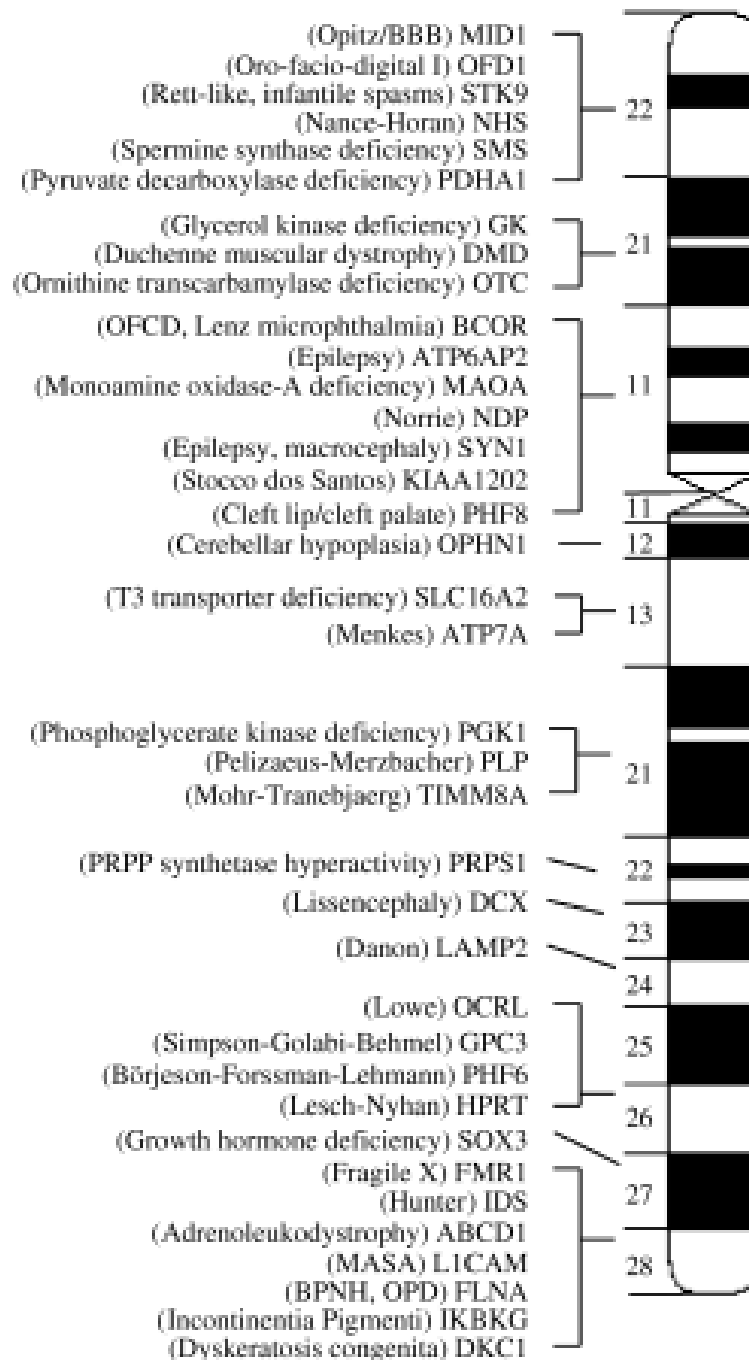 (Opitz/BBB) MID1
(Oro-facio-digital I) OFD1
(Rett-like, infantile spasms) STK9
22
(Nance-Horan) NHS
(Spermine synthase deficiency) SMS
(Pyruvate decarboxylase deficiency) PDHA1
(Glycerol kinase deficiency) GK
21
(Duchenne muscular dystrophy) DMD
(Ornithine transcarbamylase deficiency) OTC
(OFCD, Lenz microphthalmia) BCOR
(Epilepsy) ATP6AP2
(Monoamine oxidase-A deficiency) MAOA
11
(Norrie) NDP
(Epilepsy, macrocephaly) SYN1
(Stocco dos Santos) KIAA1202
11
(Cleft lip/cleft palate) PHF8
(Cerebellar hypoplasia) OPHN1
12
(T3 transporter deficiency) SLC16A2
13
(Menkes) ATP7A
(Phosphoglycerate kinase deficiency) PGK1
(Pelizaeus-Merzbacher) PLP
21
(Mohr-Tranebjaerg) TIMM8A
(PRPP synthetase hyperactivity) PRPS1
22
(Lissencephaly) DCX
23
(Danon) LAMP2
24
(Lowe) OCRL
(Simpson-Golabi-Behmel) GPC3
25
(Börjeson-Forssman-Lehmann) PHF6
(Lesch-Nyhan) HPRT
26
(Growth hormone deficiency) SOX3
(Fragile X) FMR1
27
(Hunter) IDS
(Adrenoleukodystrophy) ABCD1
(MASA) L1CAM
28
(BPNH, OPD) FLNA
(Incontinentia Pigmenti) IKBKG
(Dyskeratosis congenita) DKC1